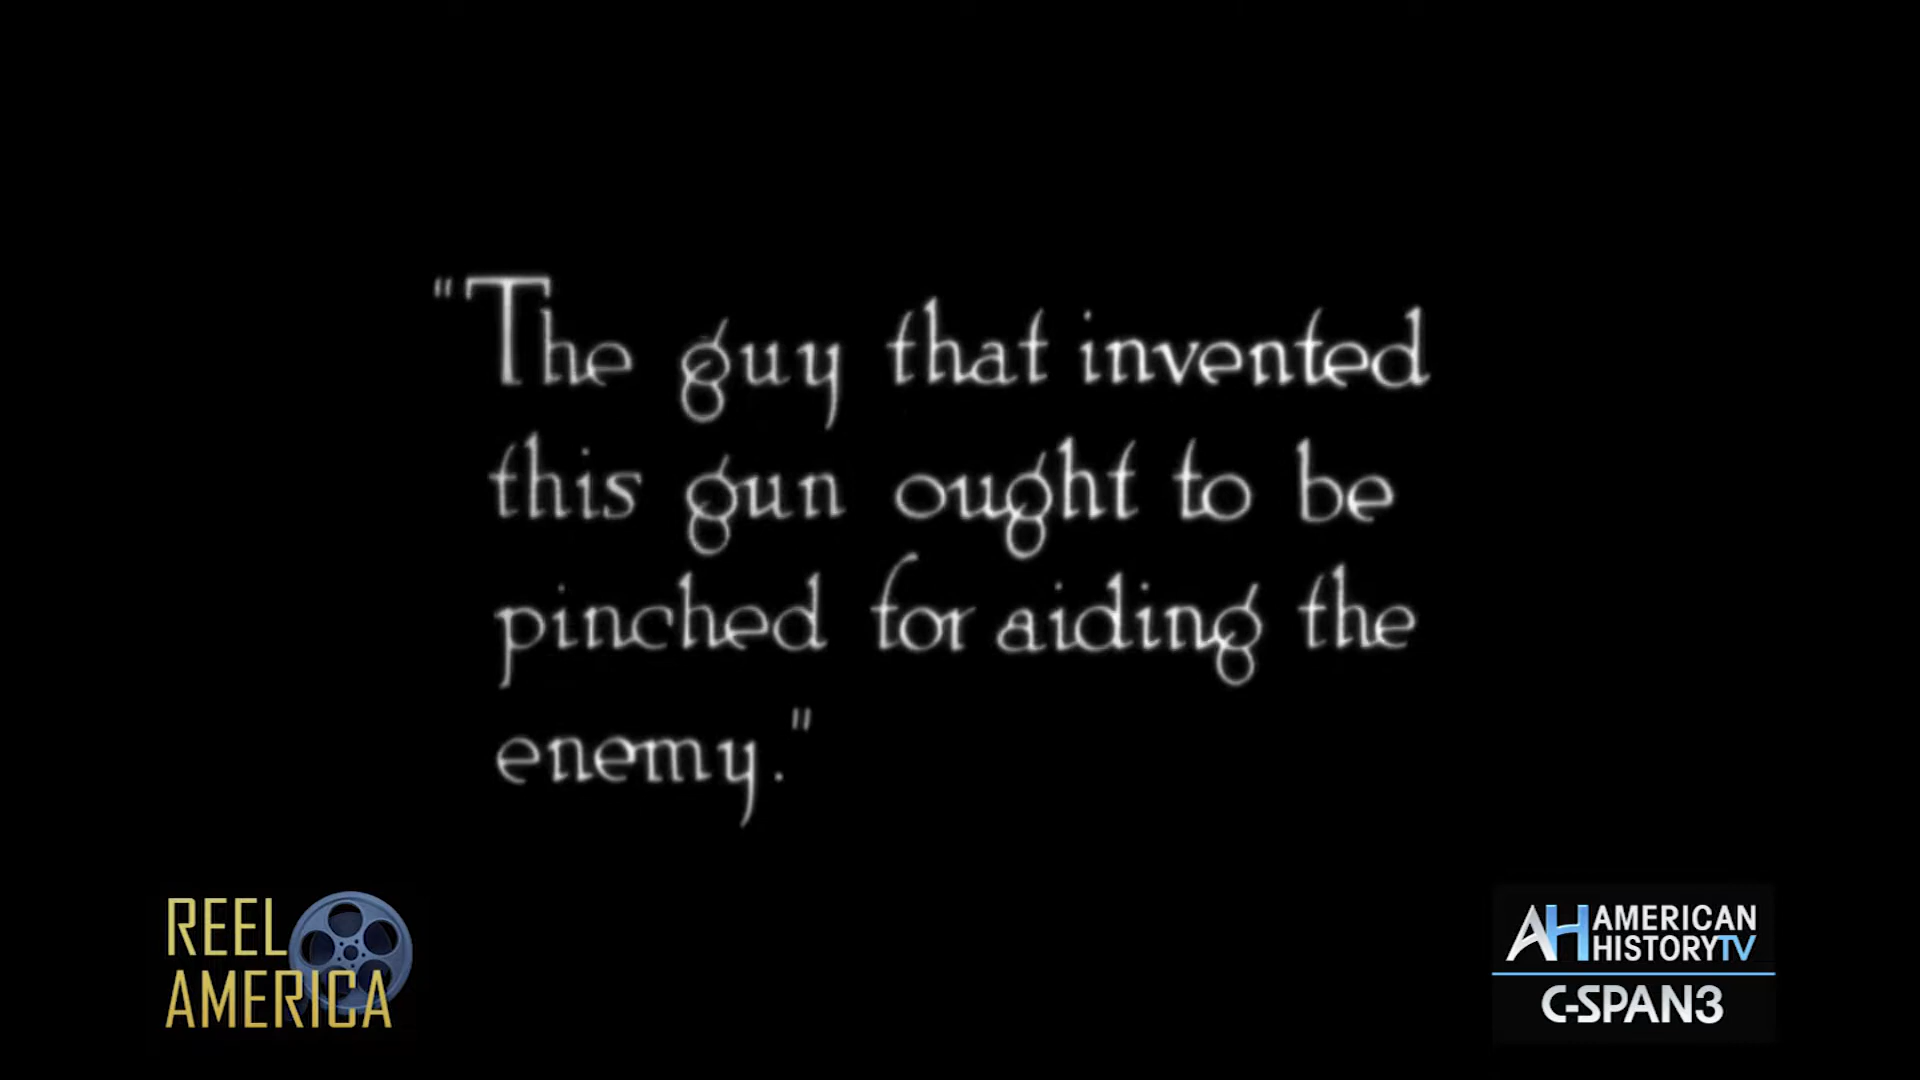 "The guy that invented
this gun ought to be
pinched for aiding the
enemy."
REEL
AMERICA
AH AMERICAN
HISTORY TV
C-SPAN3